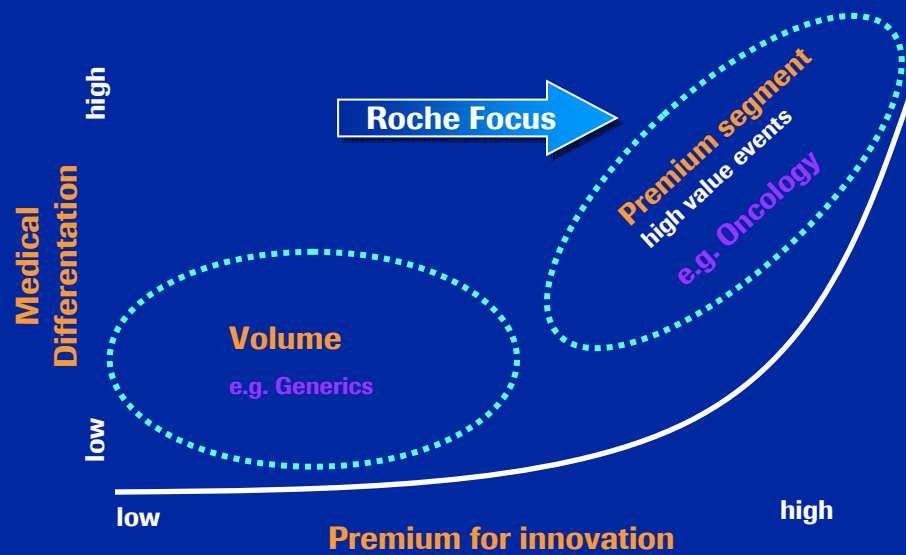 high
Roche Focus
Premium segment
high value events
e.g. Oncology
Medical
Differentation
Volume
e.g. Generics
low
low
high
Premium for innovation